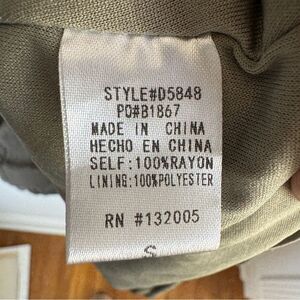 STYLE#D5848
PO#B1867
MADE IN CHINA
HECHO EN CHINA
SELF:100%RAYON
LINING:100%POLYESTER
RN #132005
S